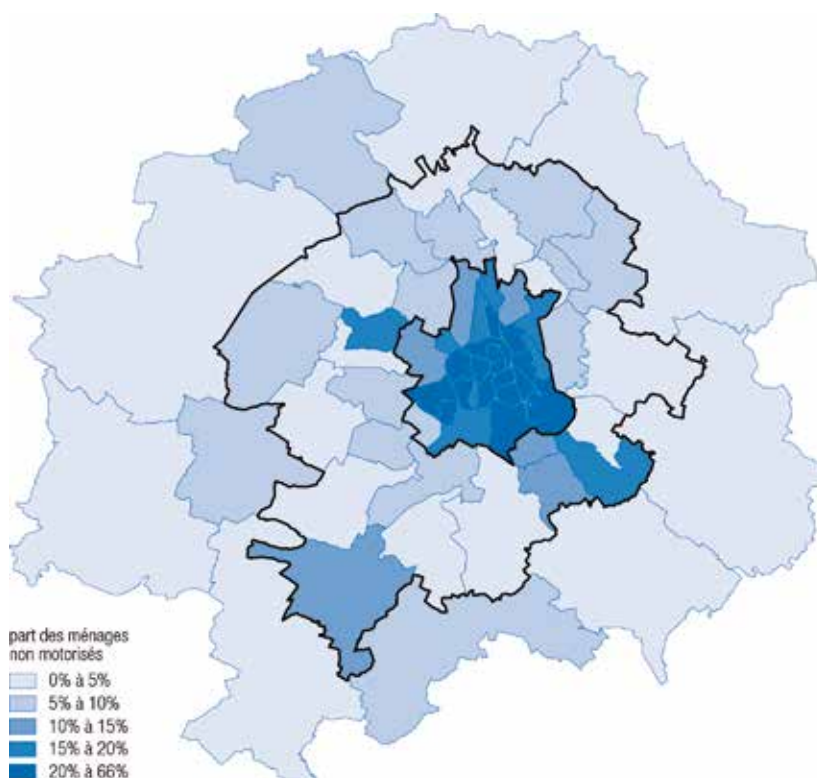 part des ménages
non motorisés
0% à 5%
5% à 10%
10% à 15%
15% à 20%
20% à 66%